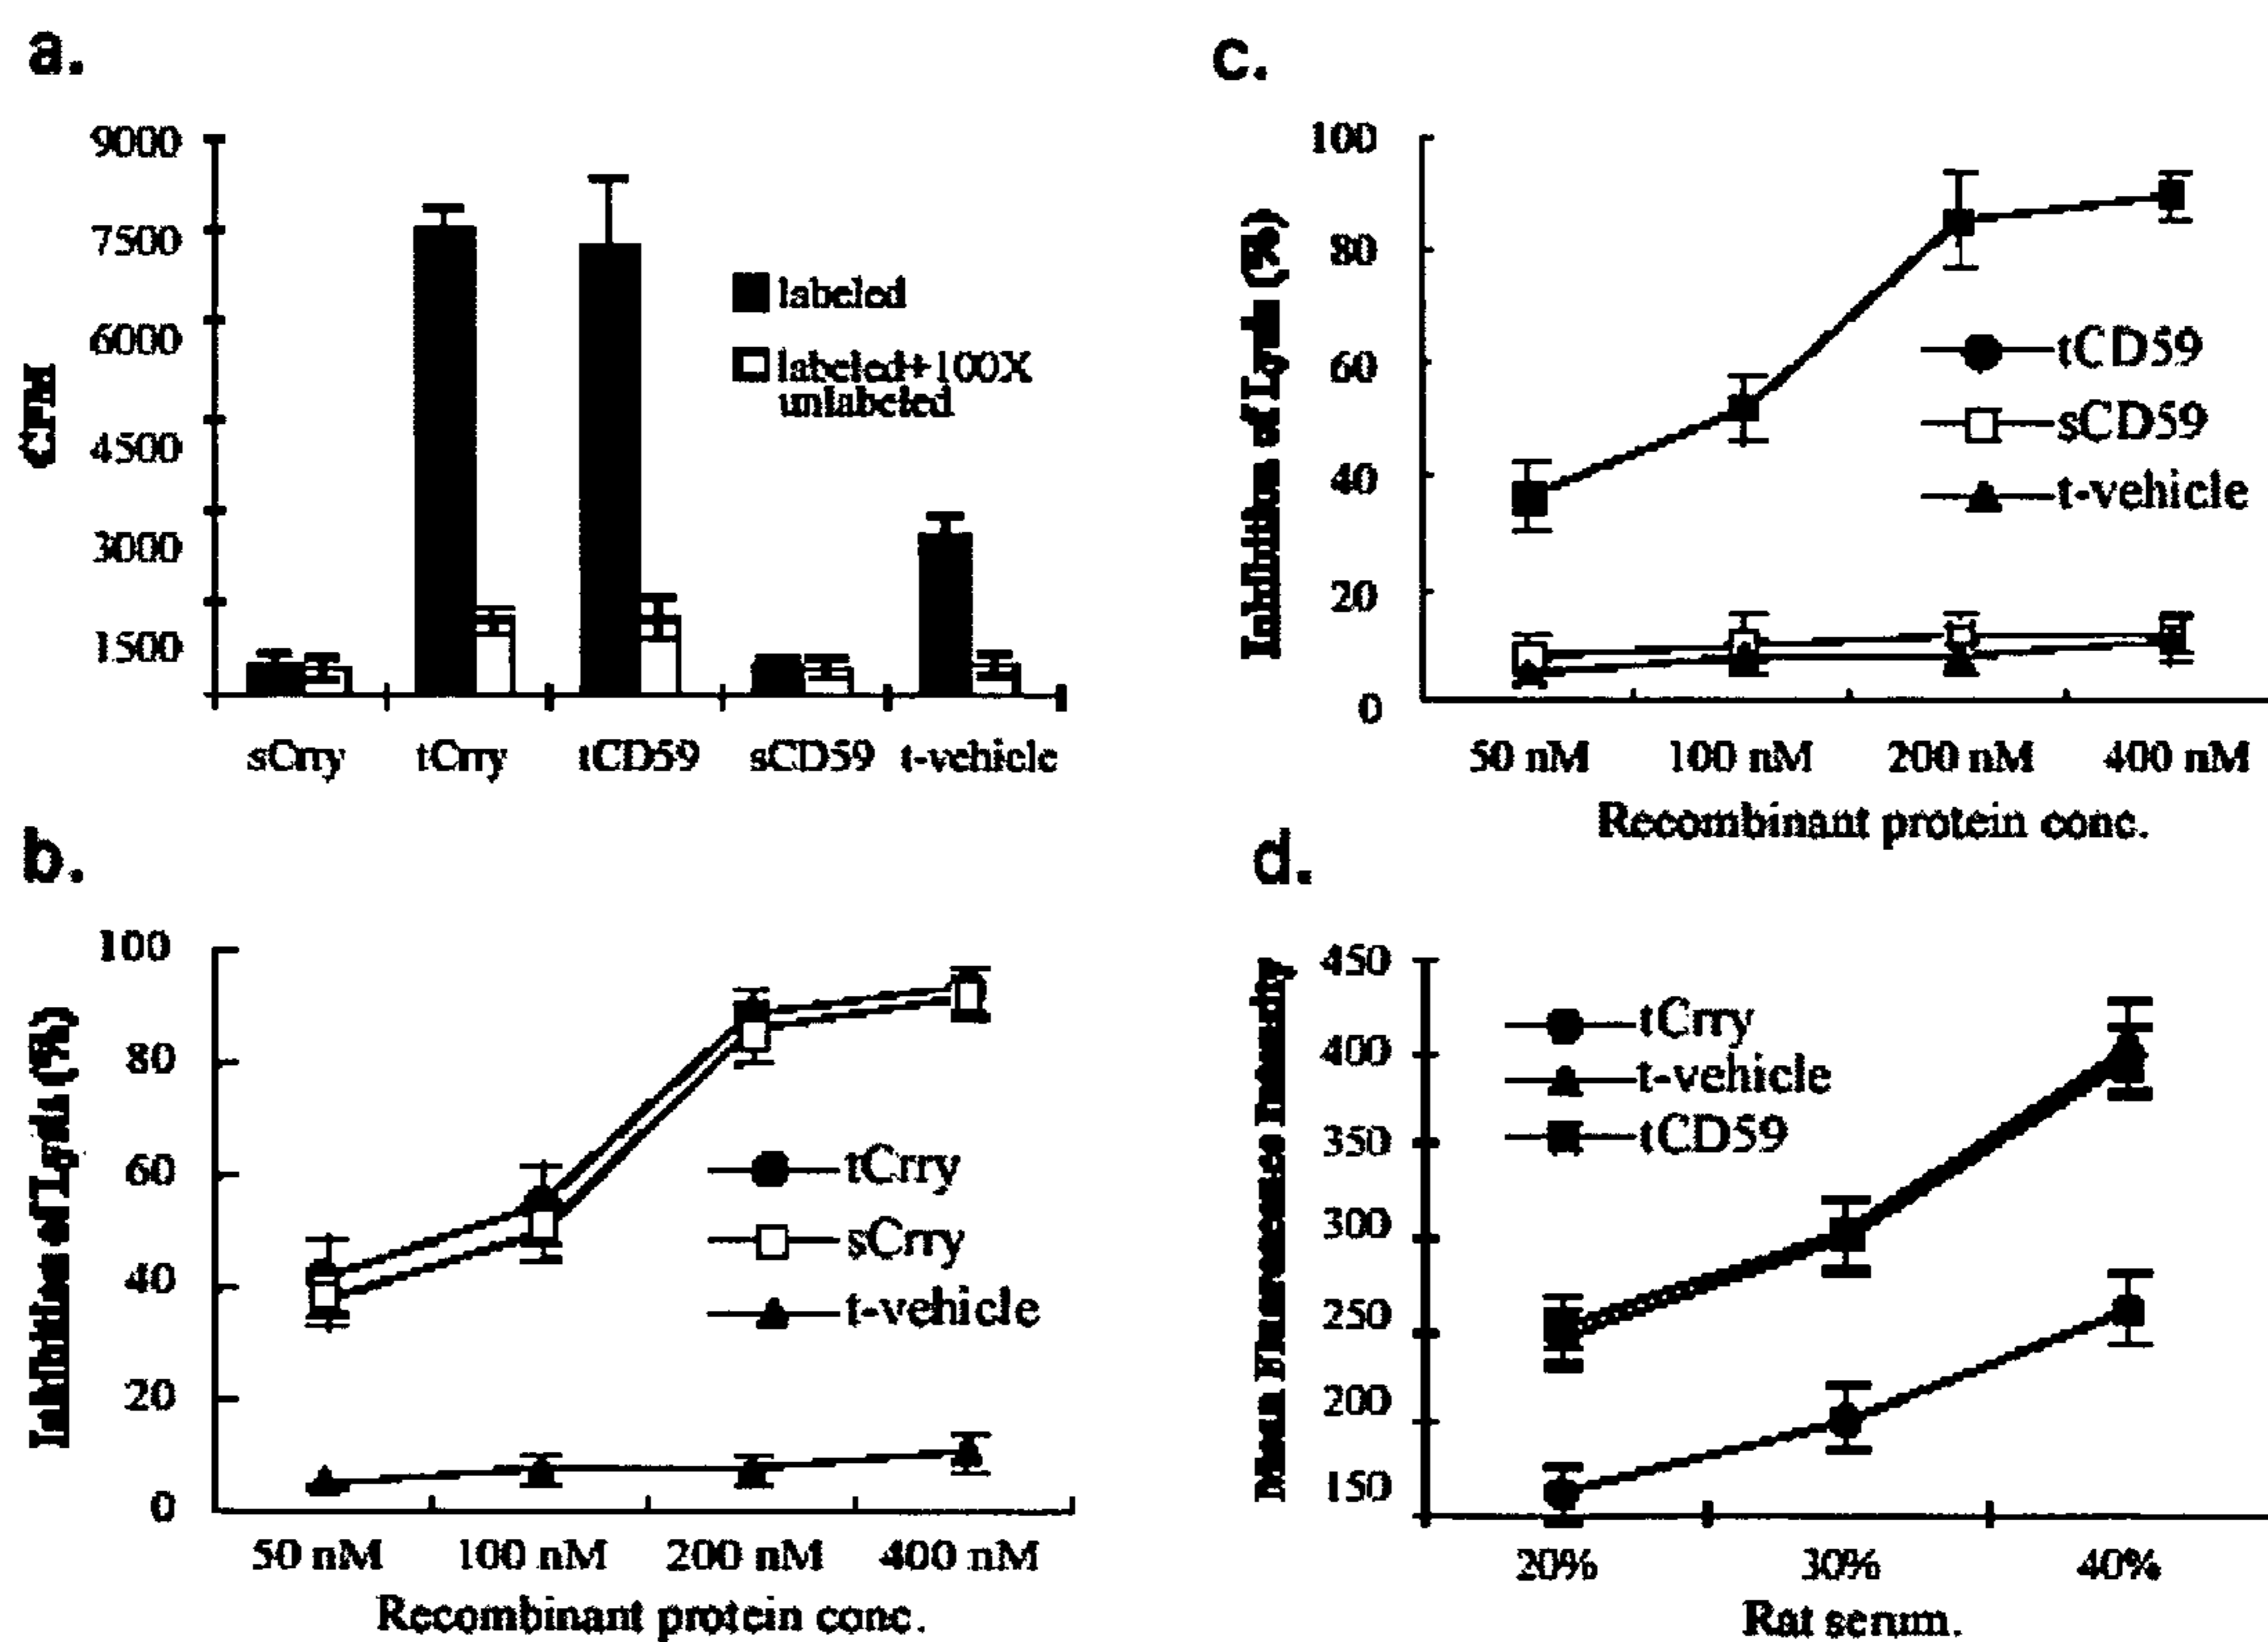 a.
9000
7500
6000
4500
3000
1500
CPM
labeled
labeled+100X
unlabeled
sCrry
tCrry
tCD59
sCD59
t-vehicle
b.
100
80
60
40
20
0
Inhibition of Lysis (%)
tCrry
sCrry
t-vehicle
50 nM
100 nM
200 nM
400 nM
Recombinant protein conc.
c.
100
80
60
40
20
0
Inhibition of Lysis (%)
tCD59
sCD59
t-vehicle
50 nM
100 nM
200 nM
400 nM
Recombinant protein conc.
d.
450
400
350
300
250
200
150
Mean Fluorescence Intensity
tCrry
t-vehicle
tCD59
20%
30%
40%
Rat serum.